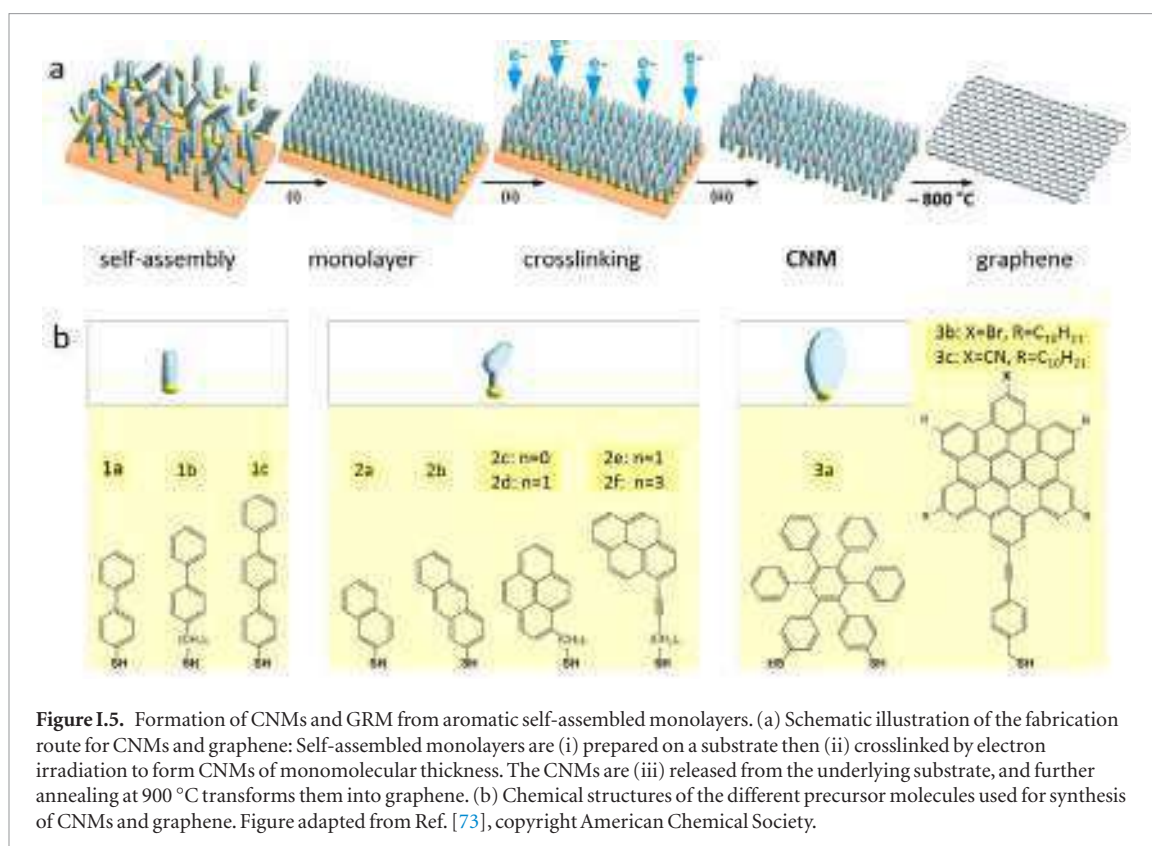 a
e- e- e- e- e-
(i) (ii) (iii) ~ 800 °C
self-assembly monolayer crosslinking CNM graphene
b
3b: X=Br, R=C10H21
3c: X=CN, R=C10H21
X
1a 1b 1c 2a 2b 2c: n=0 2e: n=1 3a
2d: n=1 2f: n=3
SH SH SH SH SH SH SH HS SH SH
Figure I.5. Formation of CNMs and GRM from aromatic self-assembled monolayers. (a) Schematic illustration of the fabrication
route for CNMs and graphene: Self-assembled monolayers are (i) prepared on a substrate then (ii) crosslinked by electron
irradiation to form CNMs of monomolecular thickness. The CNMs are (iii) released from the underlying substrate, and further
annealing at 900 °C transforms them into graphene. (b) Chemical structures of the different precursor molecules used for synthesis
of CNMs and graphene. Figure adapted from Ref. [73], copyright American Chemical Society.